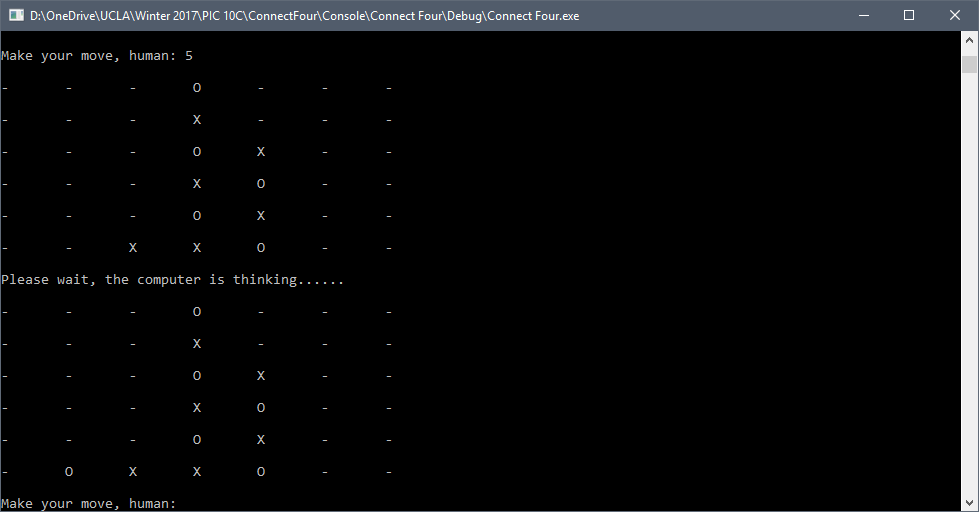 D:\OneDrive\UCLA\Winter 2017\PIC 10C\ConnectFour\Console\Connect Four\Debug\Connect Four.exe
Make your move, human: 5
- - - O - - -
- - - X - - -
- - - O X - -
- - - X O - -
- - - O X - -
- - X X O - -
Please wait, the computer is thinking......
- - - O - - -
- - - X - - -
- - - O X - -
- - - X O - -
- - - O X - -
- O X X O - -
Make your move, human: